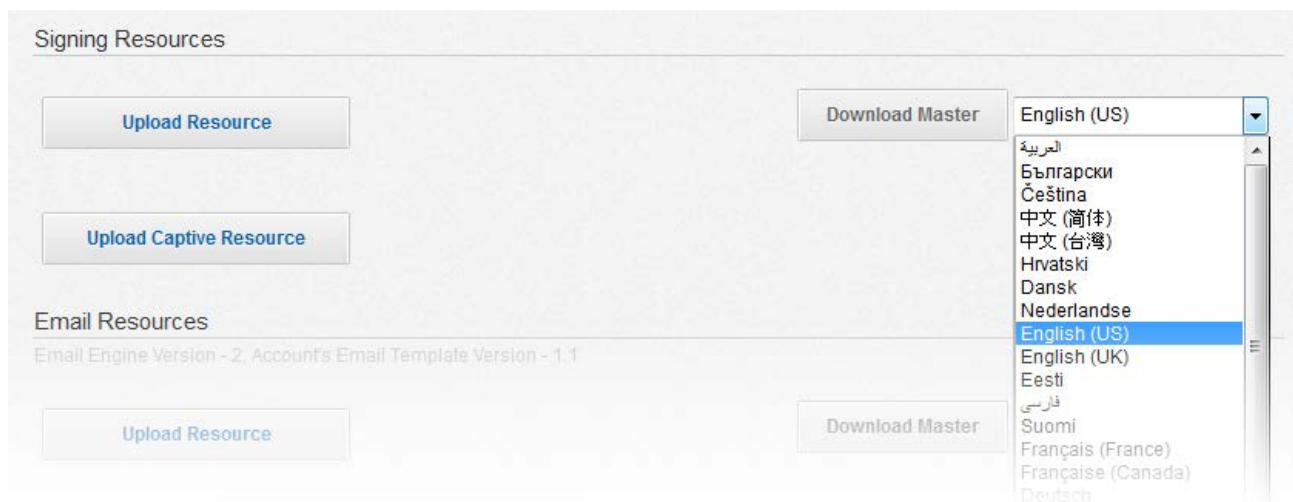 Signing Resources
Upload Resource
Download Master
English (US)
العربية
Български
Čeština
中文 (简体)
中文 (台灣)
Hrvatski
Dansk
Nederlandse
English (US)
English (UK)
Eesti
فارسی
Suomi
Français (France)
Française (Canada)
Deutsch
Upload Captive Resource
Email Resources
Email Engine Version - 2, Account's Email Template Version - 1.1
Upload Resource
Download Master